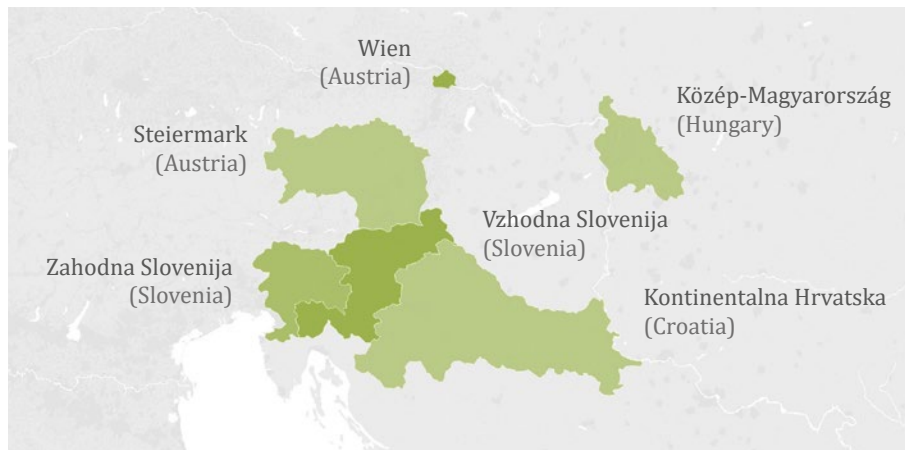 Wien
(Austria)
Közép-Magyarország
(Hungary)
Steiermark
(Austria)
Vzhodna Slovenija
(Slovenia)
Zahodna Slovenija
(Slovenia)
Kontinentalna Hrvatska
(Croatia)